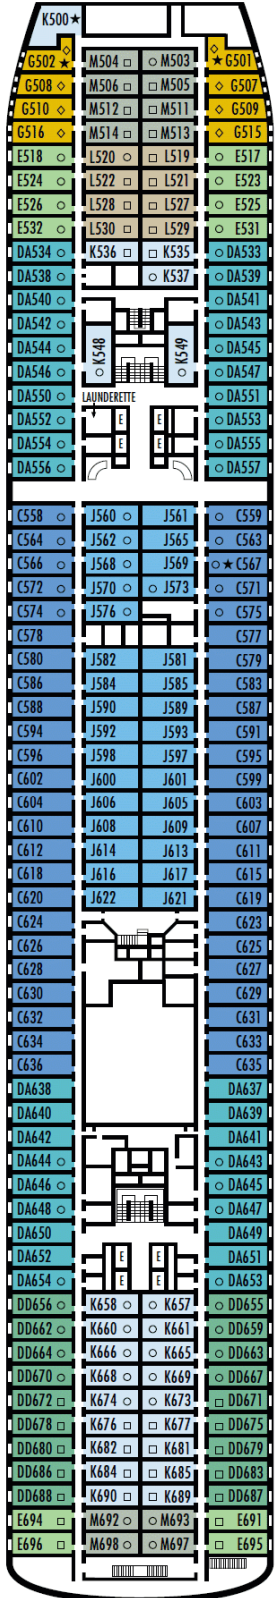 K500★
G502★ M504 M503 ★G501
G508 M506 M505 G507
G510 M512 M511 G509
G516 M514 M513 G515
E518 L520 L519 E517
E524 L522 L521 E523
E526 L528 L527 E525
E532 L530 L529 E531
DA534 K536 K535 DA533
DA538 K537 DA539
DA540 DA541
DA542 DA543
DA544 K548 K549 DA545
DA546 DA547
DA550 LAUNDERETTE DA551
DA552 E E DA553
DA554 E E DA555
DA556 DA557
C558 J560 J561 C559
C564 J562 J565 C563
C566 J568 J569 ★C567
C572 J570 J573 C571
C574 J576 C575
C578 C577
C580 J582 J581 C579
C586 J584 J585 C583
C588 J590 J589 C587
C594 J592 J593 C591
C596 J598 J597 C595
C602 J600 J601 C599
C604 J606 J605 C603
C610 J608 J609 C607
C612 J614 J613 C611
C618 J616 J617 C615
C620 J622 J621 C619
C624 C623
C626 C625
C628 C627
C630 C629
C632 C631
C634 C633
C636 C635
DA638 DA637
DA640 DA639
DA642 DA641
DA644 DA643
DA646 DA645
DA648 DA647
DA650 DA649
DA652 E E DA651
DA654 E E DA653
DD656 K658 K657 DD655
DD662 K660 K661 DD659
DD664 K666 K665 DD663
DD670 K668 K669 DD667
DD672 K674 K673 DD671
DD678 K676 K677 DD675
DD680 K682 K681 DD679
DD686 K684 K685 DD683
DD688 K690 K689 DD687
E694 M692 M693 E691
E696 M698 M697 E695